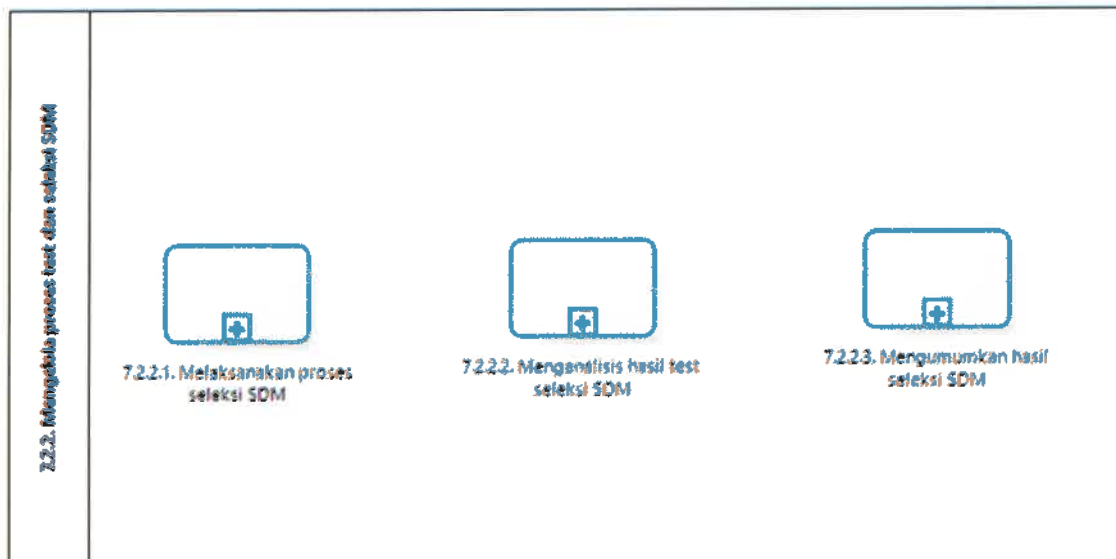 7.2.2. Mengelola proses test dan seleksi SDM
7.2.2.1. Melaksanakan proses
seleksi SDM
7.2.2.2. Menganalisis hasil test
seleksi SDM
7.2.2.3. Mengumumkan hasil
seleksi SDM